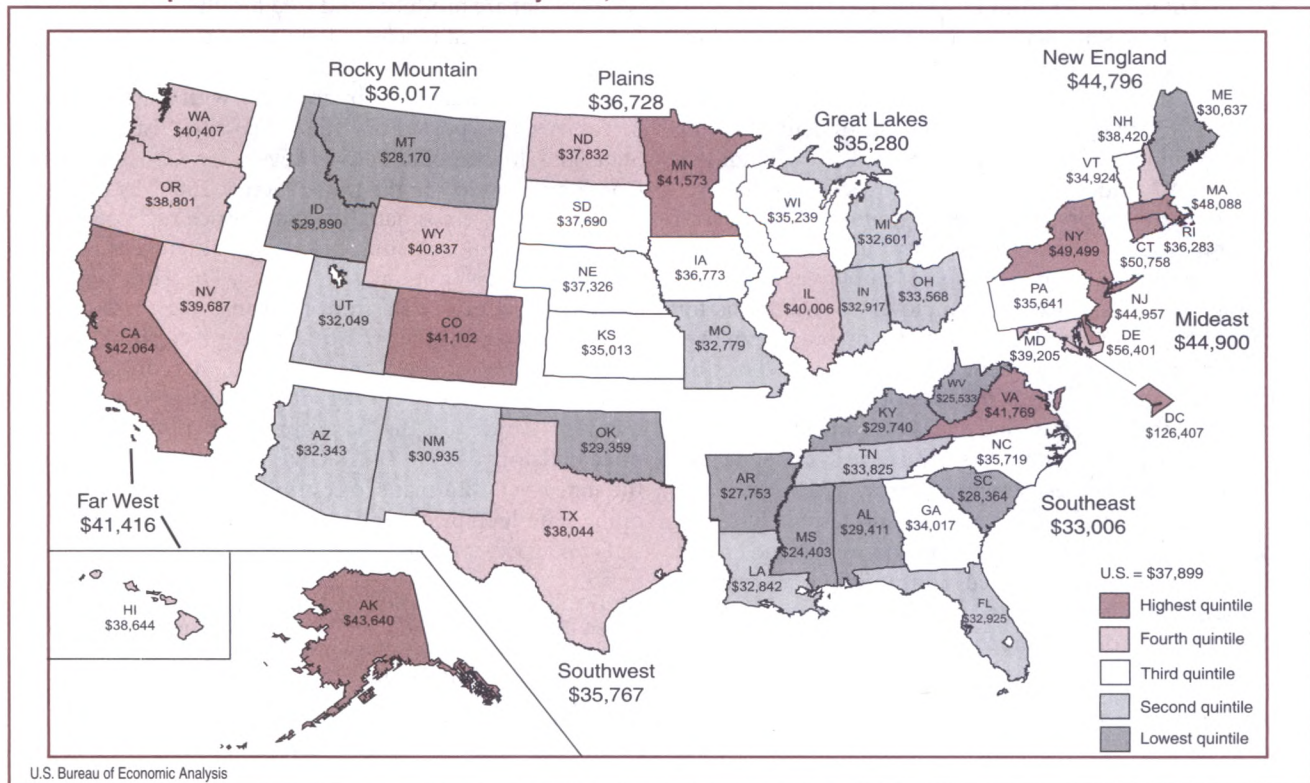 Rocky Mountain
$36,017
Plains
$36,728
Great Lakes
$35,280
New England
$44,796
WA
$40,407
OR
$38,801
CA
$42,064
NV
$39,687
MT
$28,170
ID
$29,890
WY
$40,837
UT
$32,049
CO
$41,102
ND
$37,832
SD
$37,690
NE
$37,326
KS
$35,013
MN
$41,573
IA
$36,773
MO
$32,779
WI
$35,239
MI
$32,601
IL
$40,006
IN
$32,917
OH
$33,568
ME
$30,637
NH
$38,420
VT
$34,924
MA
$48,088
RI
$36,283
CT
$50,758
NY
$49,499
PA
$35,641
NJ
$44,957
DE
$56,401
MD
$39,205
DC
$126,407
Mideast
$44,900
AZ
$32,343
NM
$30,935
OK
$29,359
TX
$38,044
Southwest
$35,767
AR
$27,753
LA
$32,842
MS
$24,403
AL
$29,411
GA
$34,017
FL
$32,925
SC
$28,364
NC
$35,719
TN
$33,825
KY
$29,740
WV
$25,533
VA
$41,769
Southeast
$33,006
Far West
$41,416
HI
$38,644
AK
$43,640
U.S. = $37,899
Highest quintile
Fourth quintile
Third quintile
Second quintile
Lowest quintile
U.S. Bureau of Economic Analysis